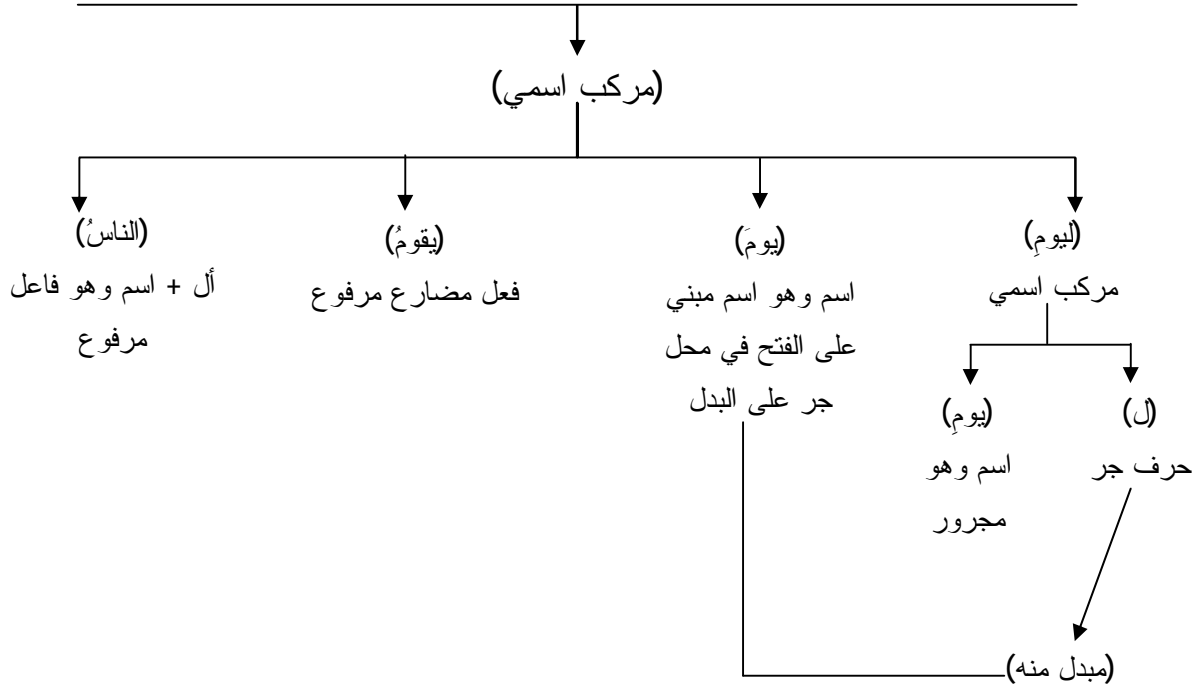 (مركب اسمي)
(ليومِ)
مركب اسمي
(ل)
حرف جر
(يومِ)
اسم وهو
مجرور
(يومَ)
اسم وهو اسم مبني
على الفتح في محل
جر على البدل
(يقومُ)
فعل مضارع مرفوع
(الناسُ)
أل + اسم وهو فاعل
مرفوع
(مبدل منه)